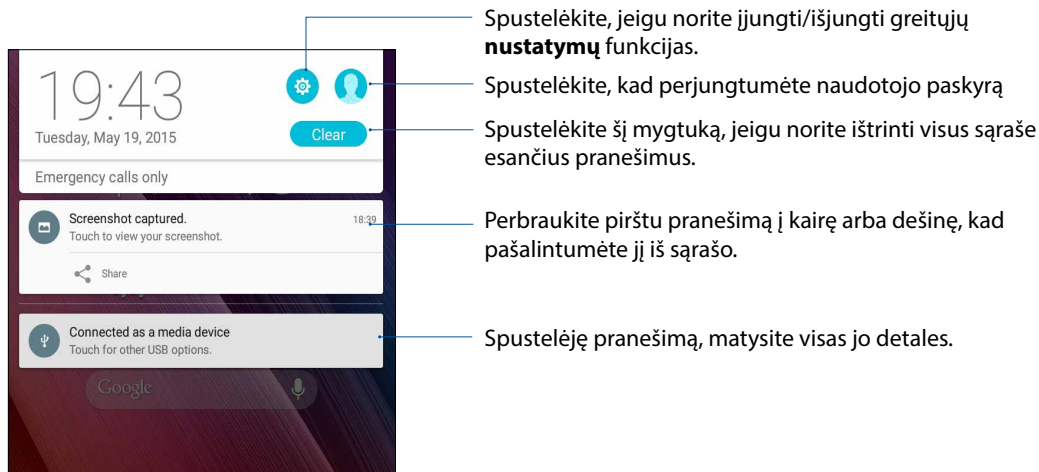 Spustelėkite, jeigu norite įjungti/išjungti greitųjų
nustatymų funkcijas.
19:43
Tuesday, May 19, 2015
Spustelėkite, kad perjungtumėte naudotojo paskyrą
Clear
Spustelėkite šį mygtuką, jeigu norite ištrinti visus sąraše
esančius pranešimus.
Emergency calls only
Screenshot captured.
18:39
Touch to view your screenshot.
Share
Perbraukite pirštu pranešimą į kairę arba dešinę, kad
pašalintumėte jį iš sąrašo.
Connected as a media device
Touch for other USB options.
Spustelėję pranešimą, matysite visas jo detales.
Google